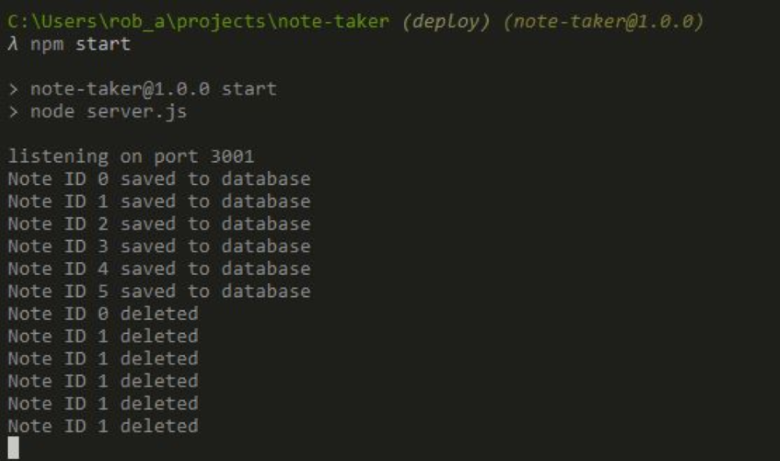 C:\Users\rob_a\projects\note-taker (deploy) (note-taker@1.0.0)
λ npm start
> note-taker@1.0.0 start
> node server.js
listening on port 3001
Note ID 0 saved to database
Note ID 1 saved to database
Note ID 2 saved to database
Note ID 3 saved to database
Note ID 4 saved to database
Note ID 5 saved to database
Note ID 0 deleted
Note ID 1 deleted
Note ID 1 deleted
Note ID 1 deleted
Note ID 1 deleted
Note ID 1 deleted